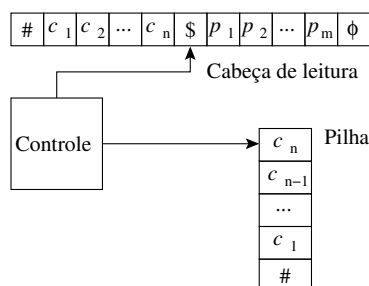 # c 1 c 2 ... c n $ p 1 p 2 ... p m ϕ
Cabeça de leitura
Controle
Pilha
c n
c n−1
...
c 1
#